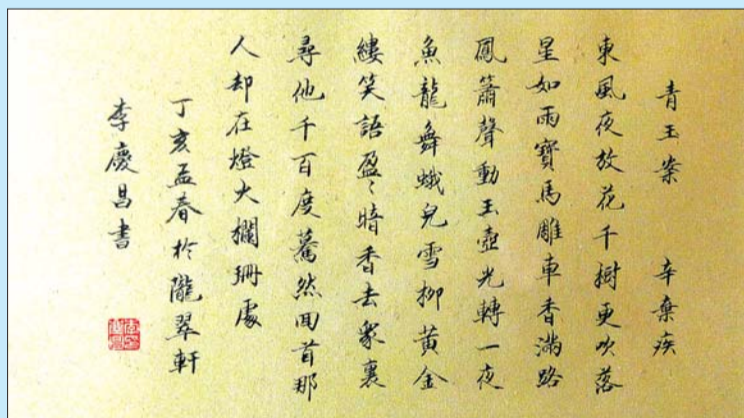 青玉案 辛棄疾
東風夜放花千樹更吹落
星如雨寶馬雕車香滿路
鳳簫聲動玉壺光轉一夜
魚龍舞蛾兒雪柳黃金
縷笑語盈〻暗香去衆裏
尋他千百度驀然回首那
人却在燈火欄珊處
丁亥孟春於隴翠軒
李慶昌書